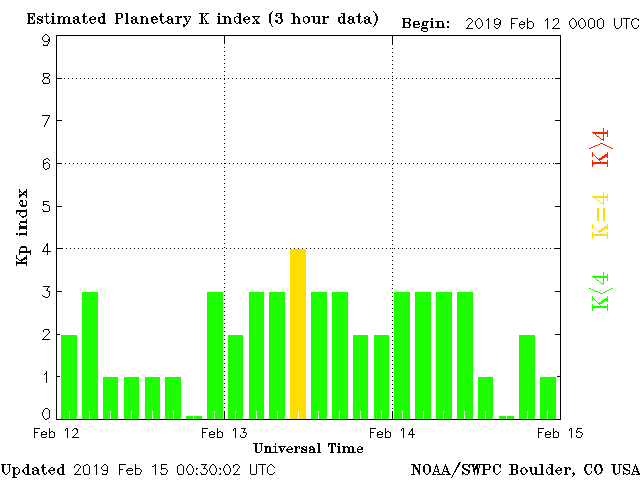 Estimated Planetary K index (3 hour data) Begin: 2019 Feb 12 0000 UTC
9
8
7
6
5
4
3
2
1
0
Kp index
K>4
K=4
K<4
Feb 12 Feb 13 Feb 14 Feb 15
Universal Time
Updated 2019 Feb 15 00:30:02 UTC NOAA/SWPC Boulder, CO USA